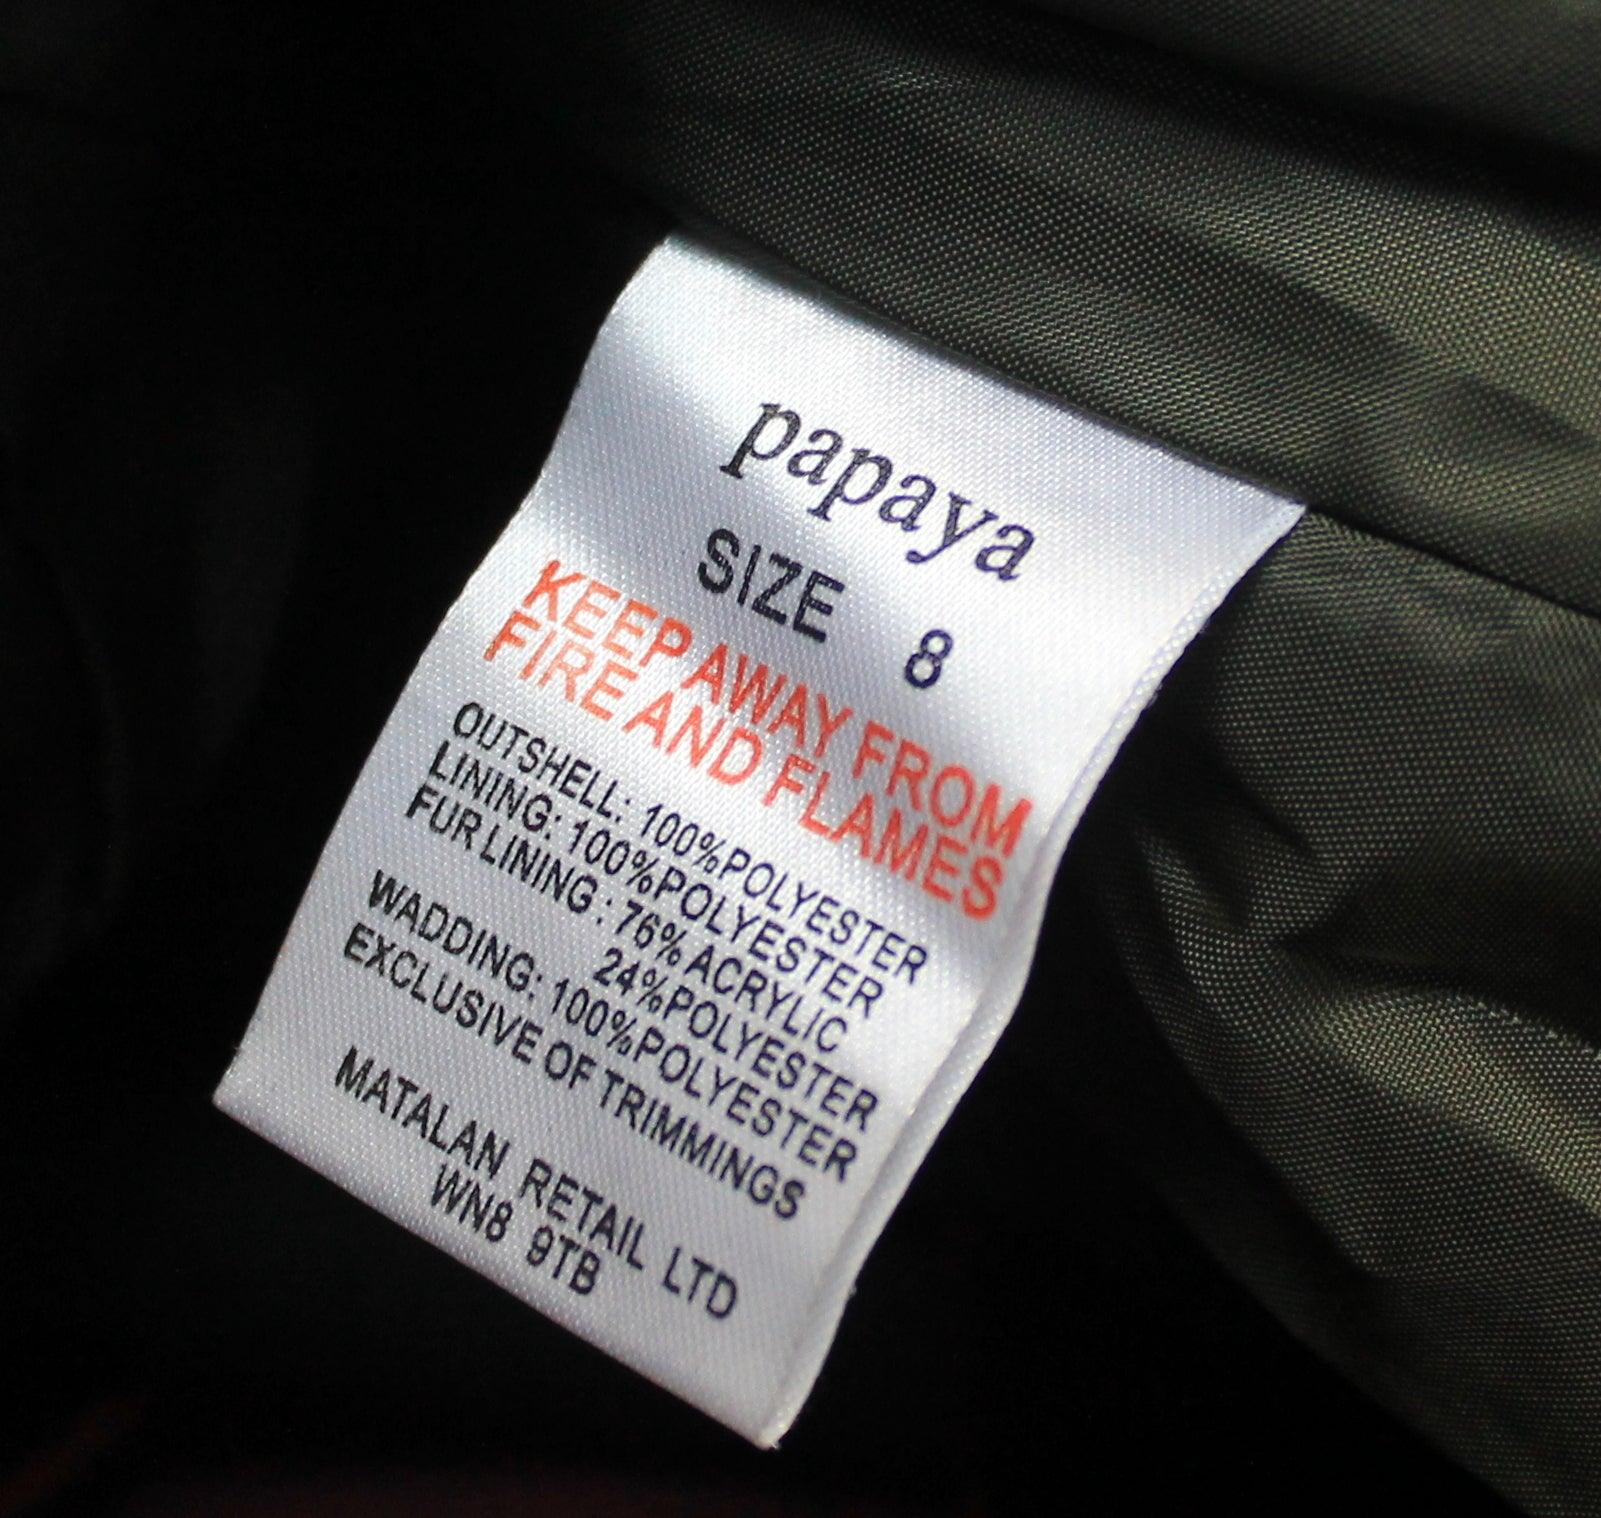 papaya
SIZE 8
KEEP AWAY FROM
FIRE AND FLAMES
OUTSHELL: 100%POLYESTER
LINING: 100%POLYESTER
FUR LINING : 76% ACRYLIC
24%POLYESTER
WADDING: 100%POLYESTER
EXCLUSIVE OF TRIMMINGS
MATALAN RETAIL LTD
WN8 9TB